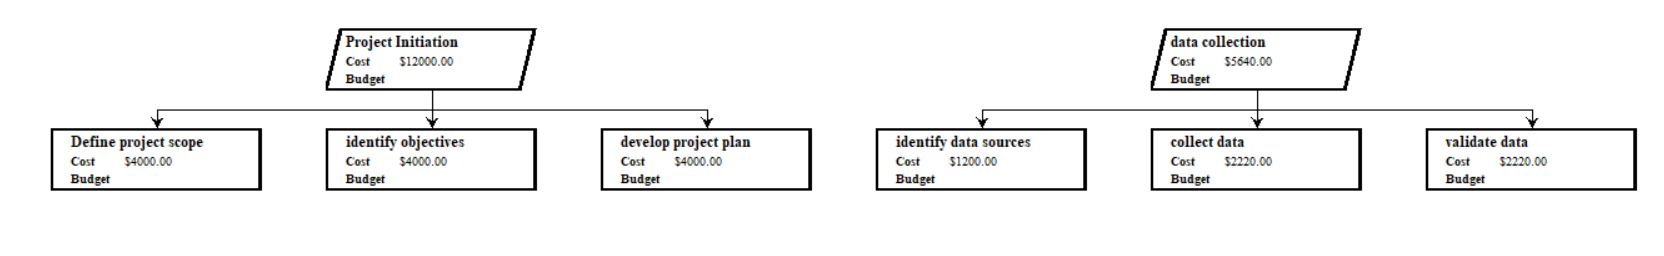 Project Initiation
Cost $12000.00
Budget
data collection
Cost $5640.00
Budget
Define project scope
Cost $4000.00
Budget
identify objectives
Cost $4000.00
Budget
develop project plan
Cost $4000.00
Budget
identify data sources
Cost $1200.00
Budget
collect data
Cost $2220.00
Budget
validate data
Cost $2220.00
Budget